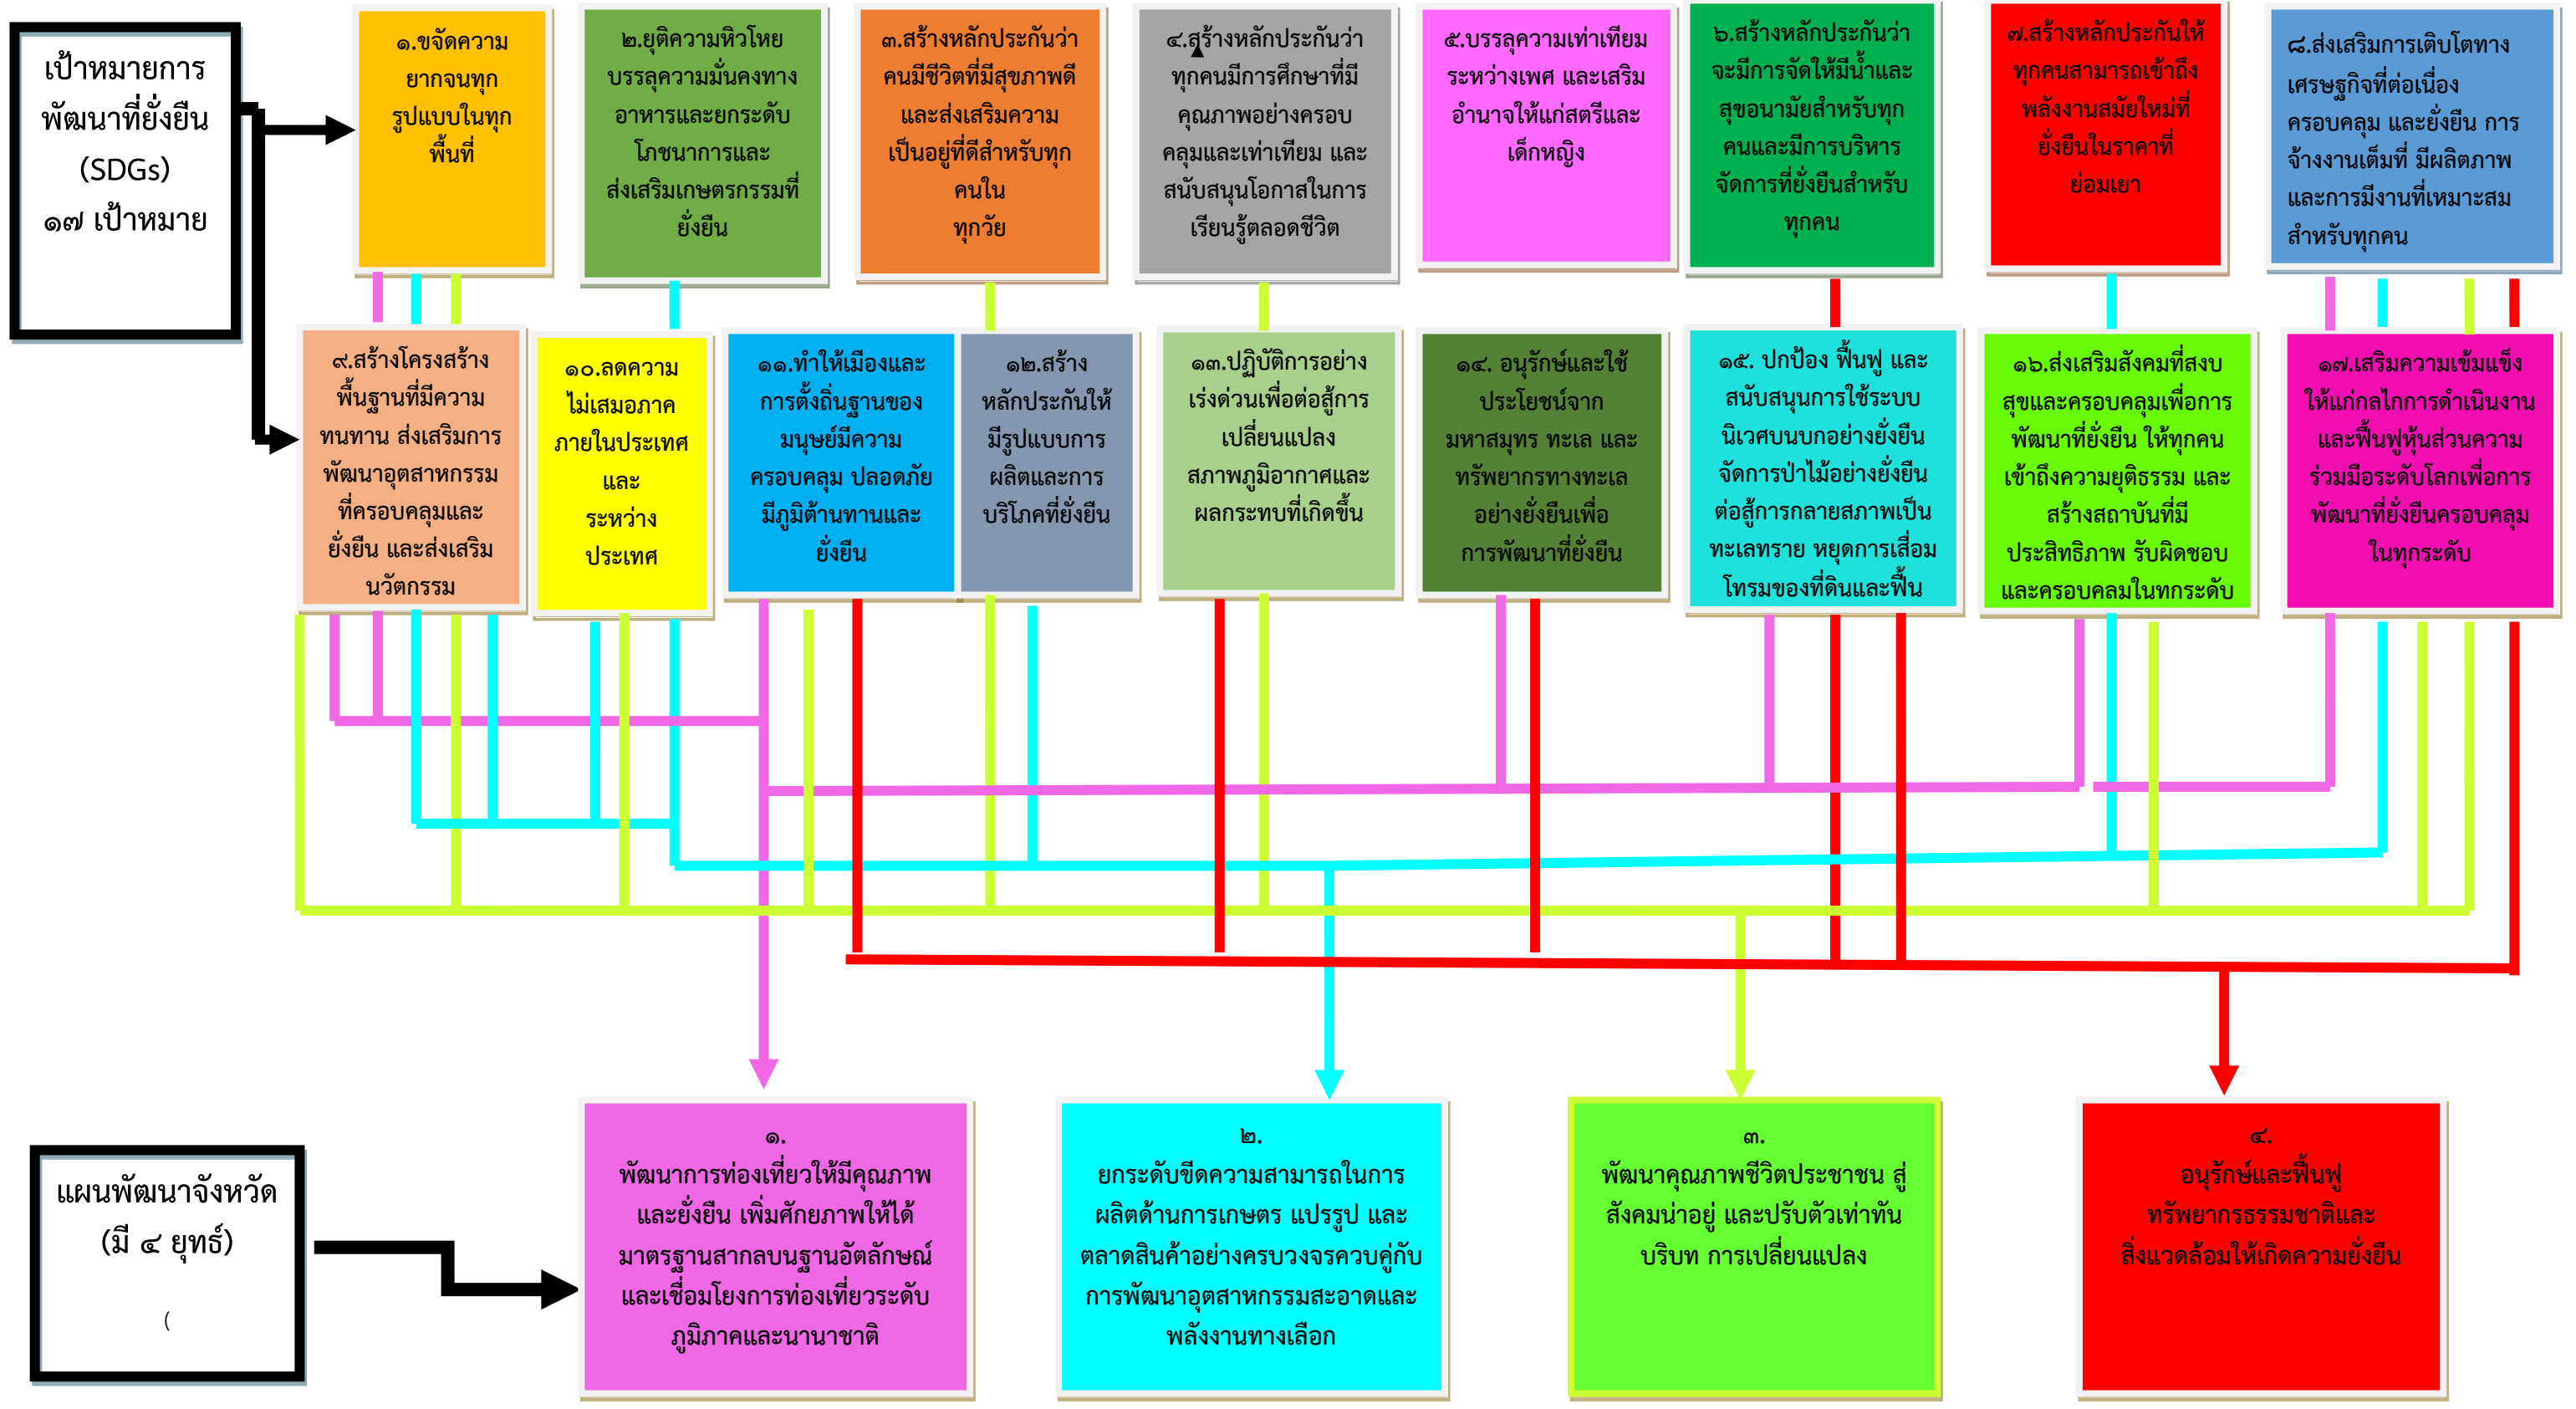 เป้าหมายการ
พัฒนาที่ยั่งยืน
(SDGs)
๑๗ เป้าหมาย
๑.ขจัดความ
ยากจนทุก
รูปแบบในทุก
พื้นที่
๒.ยุติความหิวโหย
บรรลุความมั่นคงทาง
อาหารและยกระดับ
โภชนาการและ
ส่งเสริมเกษตรกรรมที่
ยั่งยืน
๓.สร้างหลักประกันว่า
คนมีชีวิตที่มีสุขภาพดี
และส่งเสริมความ
เป็นอยู่ที่ดีสำหรับทุก
คนใน
ทุกวัย
๔.สร้างหลักประกันว่า
ทุกคนมีการศึกษาที่มี
คุณภาพอย่างครอบ
คลุมและเท่าเทียม และ
สนับสนุนโอกาสในการ
เรียนรู้ตลอดชีวิต
๕.บรรลุความเท่าเทียม
ระหว่างเพศ และเสริม
อำนาจให้แก่สตรีและ
เด็กหญิง
๖.สร้างหลักประกันว่า
จะมีการจัดให้มีน้ำและ
สุขอนามัยสำหรับทุก
คนและมีการบริหาร
จัดการที่ยั่งยืนสำหรับ
ทุกคน
๗.สร้างหลักประกันให้
ทุกคนสามารถเข้าถึง
พลังงานสมัยใหม่ที่
ยั่งยืนในราคาที่
ย่อมเยา
๘.ส่งเสริมการเติบโตทาง
เศรษฐกิจที่ต่อเนื่อง
ครอบคลุม และยั่งยืน การ
จ้างงานเต็มที่ มีผลิตภาพ
และการมีงานที่เหมาะสม
สำหรับทุกคน
๙.สร้างโครงสร้าง
พื้นฐานที่มีความ
ทนทาน ส่งเสริมการ
พัฒนาอุตสาหกรรม
ที่ครอบคลุมและ
ยั่งยืน และส่งเสริม
นวัตกรรม
๑๐.ลดความ
ไม่เสมอภาค
ภายในประเทศ
และ
ระหว่าง
ประเทศ
๑๑.ทำให้เมืองและ
การตั้งถิ่นฐานของ
มนุษย์มีความ
ครอบคลุม ปลอดภัย
มีภูมิต้านทานและ
ยั่งยืน
๑๒.สร้าง
หลักประกันให้
มีรูปแบบการ
ผลิตและการ
บริโภคที่ยั่งยืน
๑๓.ปฏิบัติการอย่าง
เร่งด่วนเพื่อต่อสู้การ
เปลี่ยนแปลง
สภาพภูมิอากาศและ
ผลกระทบที่เกิดขึ้น
๑๔. อนุรักษ์และใช้
ประโยชน์จาก
มหาสมุทร ทะเล และ
ทรัพยากรทางทะเล
อย่างยั่งยืนเพื่อ
การพัฒนาที่ยั่งยืน
๑๕. ปกป้อง ฟื้นฟู และ
สนับสนุนการใช้ระบบ
นิเวศบนบกอย่างยั่งยืน
จัดการป่าไม้อย่างยั่งยืน
ต่อสู้การกลายสภาพเป็น
ทะเลทราย หยุดการเสื่อม
โทรมของที่ดินและฟื้น
๑๖.ส่งเสริมสังคมที่สงบ
สุขและครอบคลุมเพื่อการ
พัฒนาที่ยั่งยืน ให้ทุกคน
เข้าถึงความยุติธรรม และ
สร้างสถาบันที่มี
ประสิทธิภาพ รับผิดชอบ
และครอบคลุมในทุกระดับ
๑๗.เสริมความเข้มแข็ง
ให้แก่กลไกการดำเนินงาน
และฟื้นฟูหุ้นส่วนความ
ร่วมมือระดับโลกเพื่อการ
พัฒนาที่ยั่งยืนครอบคลุม
ในทุกระดับ
แผนพัฒนาจังหวัด
(มี ๔ ยุทธ์)
(
๑.
พัฒนาการท่องเที่ยวให้มีคุณภาพ
และยั่งยืน เพิ่มศักยภาพให้ได้
มาตรฐานสากลบนฐานอัตลักษณ์
และเชื่อมโยงการท่องเที่ยวระดับ
ภูมิภาคและนานาชาติ
๒.
ยกระดับขีดความสามารถในการ
ผลิตด้านการเกษตร แปรรูป และ
ตลาดสินค้าอย่างครบวงจรควบคู่กับ
การพัฒนาอุตสาหกรรมสะอาดและ
พลังงานทางเลือก
๓.
พัฒนาคุณภาพชีวิตประชาชน สู่
สังคมน่าอยู่ และปรับตัวเท่าทัน
บริบท การเปลี่ยนแปลง
๔.
อนุรักษ์และฟื้นฟู
ทรัพยากรธรรมชาติและ
สิ่งแวดล้อมให้เกิดความยั่งยืน